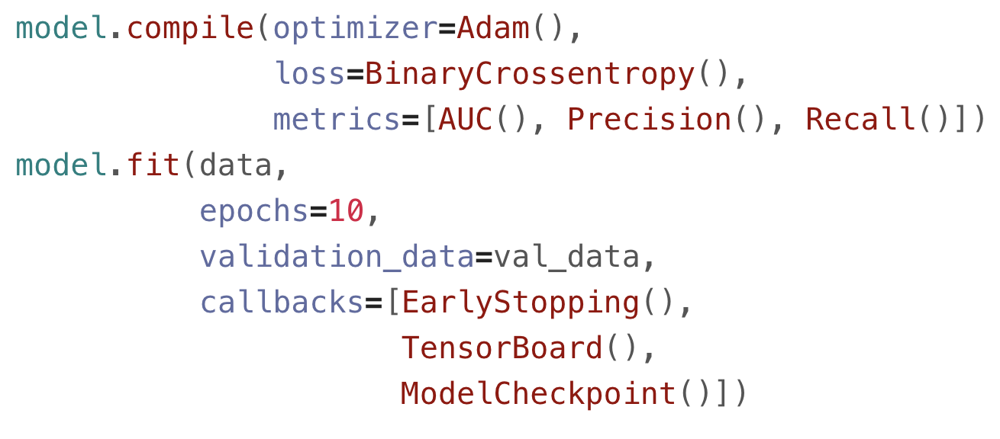 model.compile(optimizer=Adam(),
              loss=BinaryCrossentropy(),
              metrics=[AUC(), Precision(), Recall()])
model.fit(data,
          epochs=10,
          validation_data=val_data,
          callbacks=[EarlyStopping(),
                     TensorBoard(),
                     ModelCheckpoint()])